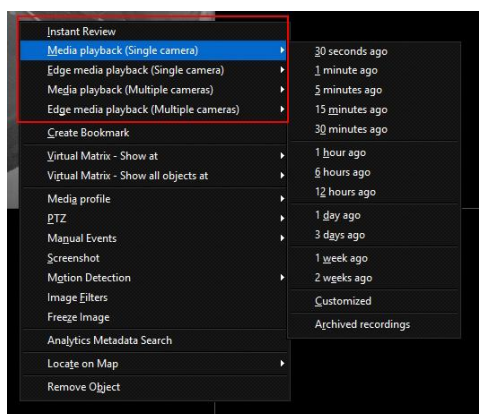 Instant Review
Media playback (Single camera)
Edge media playback (Single camera)
Media playback (Multiple cameras)
Edge media playback (Multiple cameras)
Create Bookmark
Virtual Matrix - Show at
Virtual Matrix - Show all objects at
Media profile
PTZ
Manual Events
Screenshot
Motion Detection
Image Filters
Freeze Image
Analytics Metadata Search
Locate on Map
Remove Object
30 seconds ago
1 minute ago
5 minutes ago
15 minutes ago
30 minutes ago
1 hour ago
6 hours ago
12 hours ago
1 day ago
3 days ago
1 week ago
2 weeks ago
Customized
Archived recordings